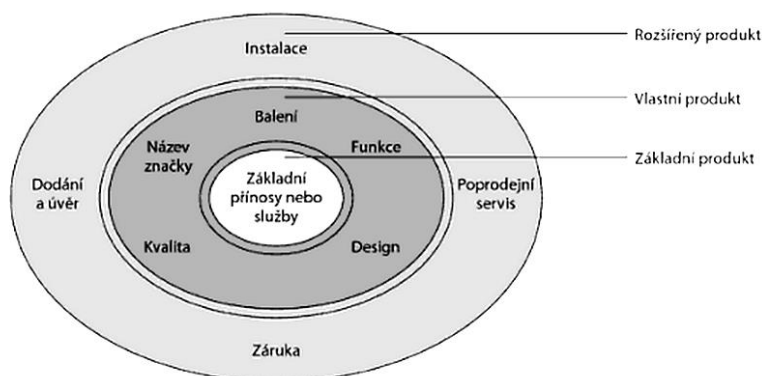 Instalace
Rozšířený produkt
Vlastní produkt
Balení
Název
značky
Funkce
Základní produkt
Základní
přínosy nebo
služby
Dodání
a úvěr
Poprodejní
servis
Kvalita
Design
Záruka